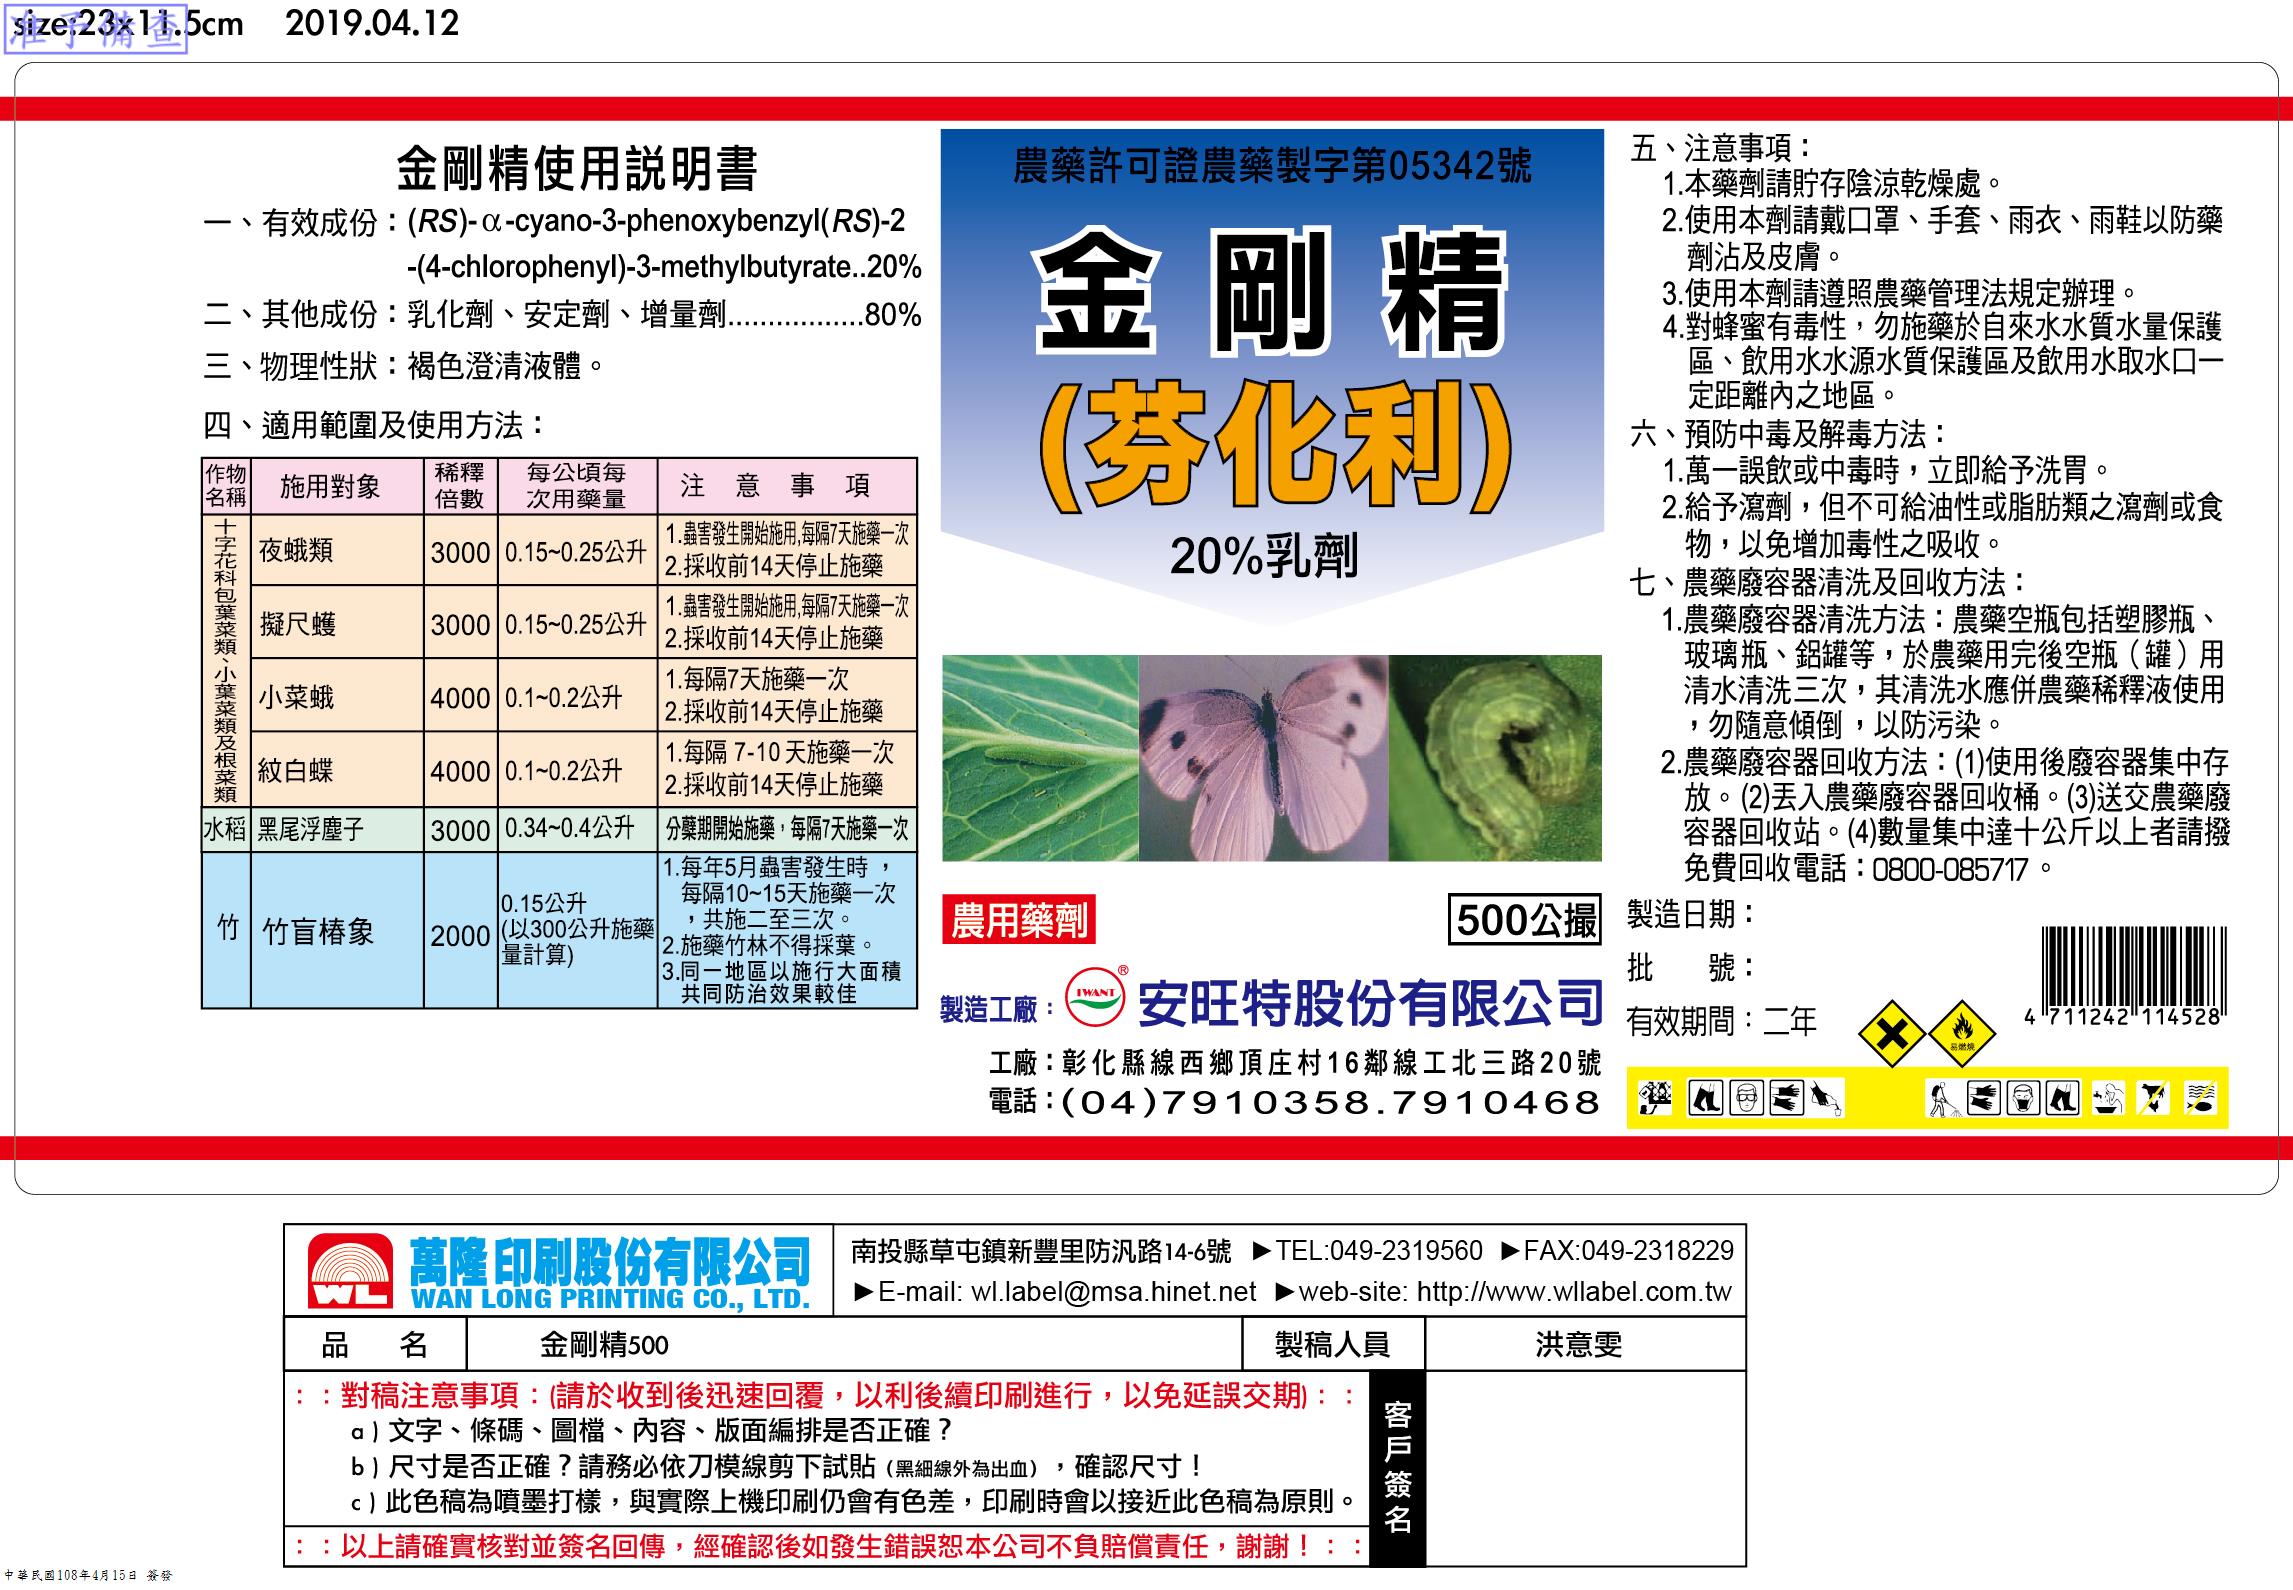 size:23x11.5cm 2019.04.12
准予備查
金剛精使用説明書
一、有效成份：(RS)-α-cyano-3-phenoxybenzyl(RS)-2
-(4-chlorophenyl)-3-methylbutyrate..20%
二、其他成份：乳化劑、安定劑、增量劑.................80%
三、物理性狀：褐色澄清液體。
四、適用範圍及使用方法：
作物名稱 施用對象 稀釋倍數 每公頃每次用藥量 注意事項
十字花科包葉菜類、小葉菜類及根菜類
夜蛾類 3000 0.15~0.25公升 1.蟲害發生開始施用,每隔7天施藥一次
2.採收前14天停止施藥
擬尺蠖 3000 0.15~0.25公升 1.蟲害發生開始施用,每隔7天施藥一次
2.採收前14天停止施藥
小菜蛾 4000 0.1~0.2公升 1.每隔7天施藥一次
2.採收前14天停止施藥
紋白蝶 4000 0.1~0.2公升 1.每隔 7-10 天施藥一次
2.採收前14天停止施藥
水稻 黑尾浮塵子 3000 0.34~0.4公升 分蘗期開始施藥，每隔7天施藥一次
竹 竹盲椿象 2000 0.15公升
(以300公升施藥
量計算)
1.每年5月蟲害發生時，
每隔10~15天施藥一次
，共施二至三次。
2.施藥竹林不得採葉。
3.同一地區以施行大面積
共同防治效果較佳
農藥許可證農藥製字第05342號
金剛精
(芬化利)
20%乳劑
農用藥劑
500公撮
製造工廠：IWANT® 安旺特股份有限公司
工廠：彰化縣線西鄉頂庄村16鄰線工北三路20號
電話：(04)7910358.7910468
五、注意事項：
1.本藥劑請貯存陰涼乾燥處。
2.使用本劑請戴口罩、手套、雨衣、雨鞋以防藥
劑沾及皮膚。
3.使用本劑請遵照農藥管理法規定辦理。
4.對蜂蜜有毒性，勿施藥於自來水水質水量保護
區、飲用水水源水質保護區及飲用水取水口一
定距離內之地區。
六、預防中毒及解毒方法：
1.萬一誤飲或中毒時，立即給予洗胃。
2.給予瀉劑，但不可給油性或脂肪類之瀉劑或食
物，以免增加毒性之吸收。
七、農藥廢容器清洗及回收方法：
1.農藥廢容器清洗方法：農藥空瓶包括塑膠瓶、
玻璃瓶、鋁罐等，於農藥用完後空瓶（罐）用
清水清洗三次，其清洗水應併農藥稀釋液使用
，勿隨意傾倒，以防污染。
2.農藥廢容器回收方法：(1)使用後廢容器集中存
放。(2)丟入農藥廢容器回收桶。(3)送交農藥廢
容器回收站。(4)數量集中達十公斤以上者請撥
免費回收電話：0800-085717。
製造日期：
批　　號：
有效期間：二年
易燃燒
4 711242 114528
WL 萬隆印刷股份有限公司
WAN LONG PRINTING CO., LTD.
南投縣草屯鎮新豐里防汎路14-6號 ►TEL:049-2319560 ►FAX:049-2318229
►E-mail: wl.label@msa.hinet.net ►web-site: http://www.wllabel.com.tw
品　名 金剛精500 製稿人員 洪意雯
：：對稿注意事項：(請於收到後迅速回覆，以利後續印刷進行，以免延誤交期)：：
a ) 文字、條碼、圖檔、內容、版面編排是否正確？
b ) 尺寸是否正確？請務必依刀模線剪下試貼（黑細線外為出血），確認尺寸！
c ) 此色稿為噴墨打樣，與實際上機印刷仍會有色差，印刷時會以接近此色稿為原則。
：：以上請確實核對並簽名回傳，經確認後如發生錯誤恕本公司不負賠償責任，謝謝！：：
客戶簽名
中華民國108年4月15日 簽發